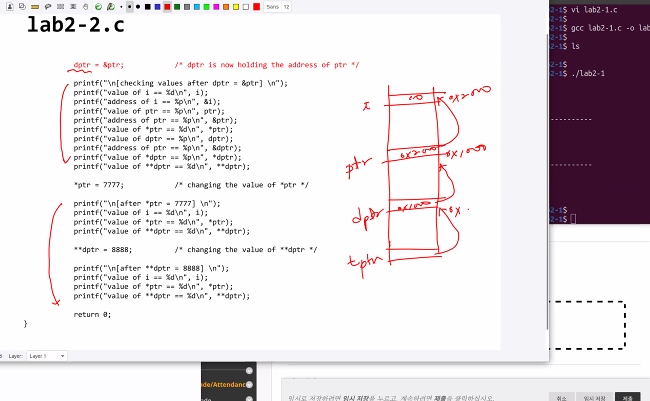 Sans 12
lab2-2.c
dptr = &ptr; /* dptr is now holding the address of ptr */
printf("\n[checking values after dptr = &ptr] \n");
printf("value of i == %d\n", i);
printf("address of i == %p\n", &i);
printf("value of ptr == %p\n", ptr);
printf("address of ptr == %p\n", &ptr);
printf("value of *ptr == %d\n", *ptr);
printf("value of dptr == %p\n", dptr);
printf("address of ptr == %p\n", &dptr);
printf("value of *dptr == %p\n", *dptr);
printf("value of **dptr == %d\n", **dptr);
*ptr = 7777; /* changing the value of *ptr */
printf("\n[after *ptr = 7777] \n");
printf("value of i == %d\n", i);
printf("value of *ptr == %d\n", *ptr);
printf("value of **dptr == %d\n", **dptr);
**dptr = 8888; /* changing the value of **dptr */
printf("\n[after **dptr = 8888] \n");
printf("value of i == %d\n", i);
printf("value of *ptr == %d\n", *ptr);
printf("value of **dptr == %d\n", **dptr);
return 0;
}
0x2000
ptr 0x2000 0x1000
dptr 0x1000 0x.
tptr
2-1$ vi lab2-1.c
2-1$
2-1$ gcc lab2-1.c -o lab
2-1$ ls
2-1$
2-1$ ./lab2-1
----------
----------
2-1$
2-1$
Layer: Layer 1
de/Attendanc
임시로 저장하려면 임시 저장을 누르고, 계속하려면 제출을 클릭하십시오.
취소 임시 저장 제출